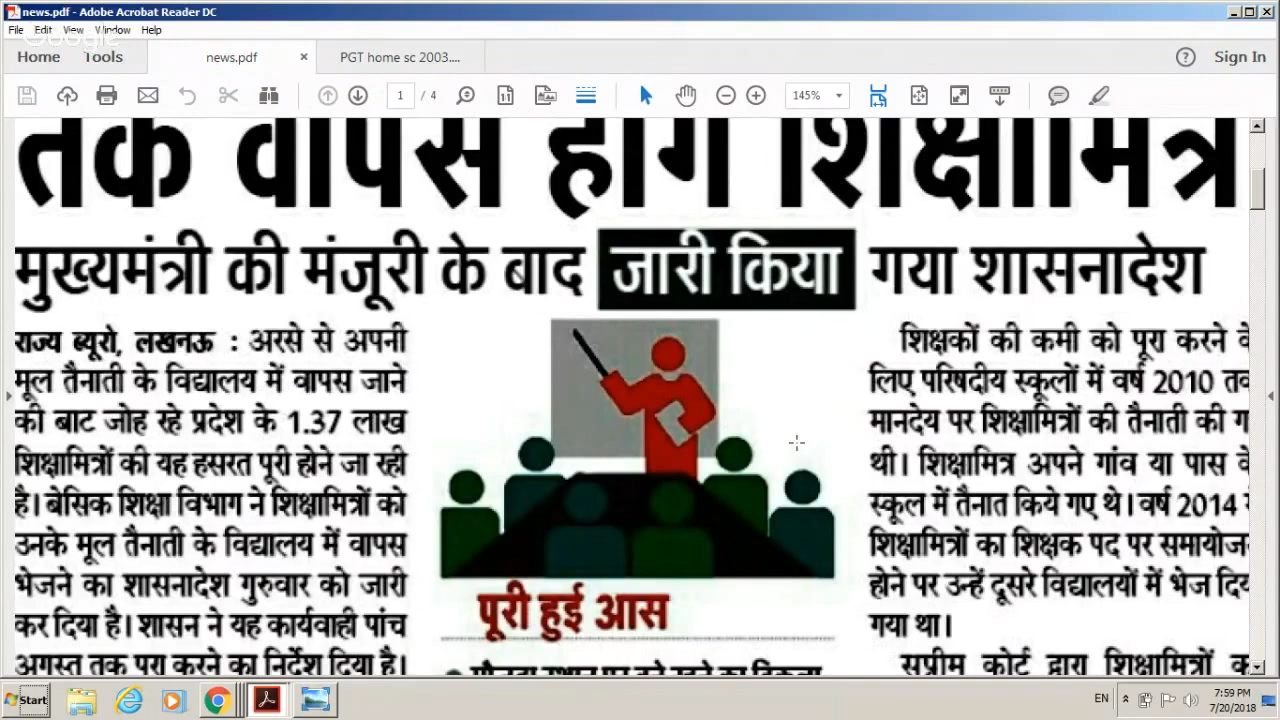 news.pdf - Adobe Acrobat Reader DC
File Edit View Window Help
Google
Home Tools news.pdf × PGT home sc 2003.... ? Sign In
1 / 4 145%
तक वापस होंगे शिक्षामित्र
मुख्यमंत्री की मंजूरी के बाद जारी किया गया शासनादेश
राज्य ब्यूरो, लखनऊ : अरसे से अपनी
मूल तैनाती के विद्यालय में वापस जाने
की बाट जोह रहे प्रदेश के 1.37 लाख
शिक्षामित्रों की यह हसरत पूरी होने जा रही
है। बेसिक शिक्षा विभाग ने शिक्षामित्रों को
उनके मूल तैनाती के विद्यालय में वापस
भेजने का शासनादेश गुरुवार को जारी
कर दिया है। शासन ने यह कार्यवाही पांच
अगस्त तक पूरा करने का निर्देश दिया है।
पूरी हुई आस
शिक्षकों की कमी को पूरा करने के
लिए परिषदीय स्कूलों में वर्ष 2010 तक
मानदेय पर शिक्षामित्रों की तैनाती की
थी। शिक्षामित्र अपने गांव या पास के
स्कूल में तैनात किये गए थे। वर्ष 2014
शिक्षामित्रों का शिक्षक पद पर समायोजन
होने पर उन्हें दूसरे विद्यालयों में भेज दिया
गया था।
सुप्रीम कोर्ट द्वारा शिक्षामित्रों
Start EN 7:59 PM
7/20/2018